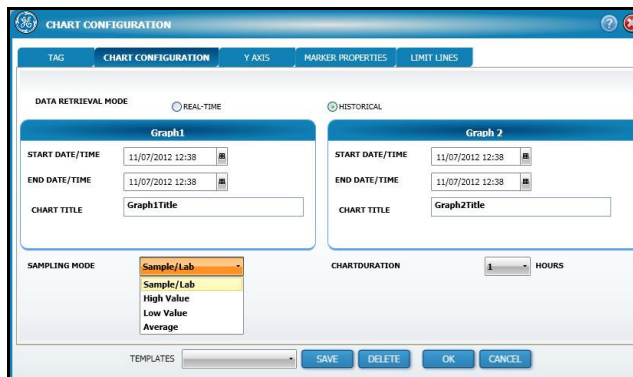 CHART CONFIGURATION
TAG CHART CONFIGURATION Y AXIS MARKER PROPERTIES LIMIT LINES
DATA RETRIEVAL MODE REAL-TIME HISTORICAL
Graph1 Graph 2
START DATE/TIME 11/07/2012 12:38 START DATE/TIME 11/07/2012 12:38
END DATE/TIME 11/07/2012 12:38 END DATE/TIME 11/07/2012 12:38
CHART TITLE Graph1Title CHART TITLE Graph2Title
SAMPLING MODE Sample/Lab CHARTDURATION 1 HOURS
Sample/Lab
High Value
Low Value
Average
TEMPLATES SAVE DELETE OK CANCEL